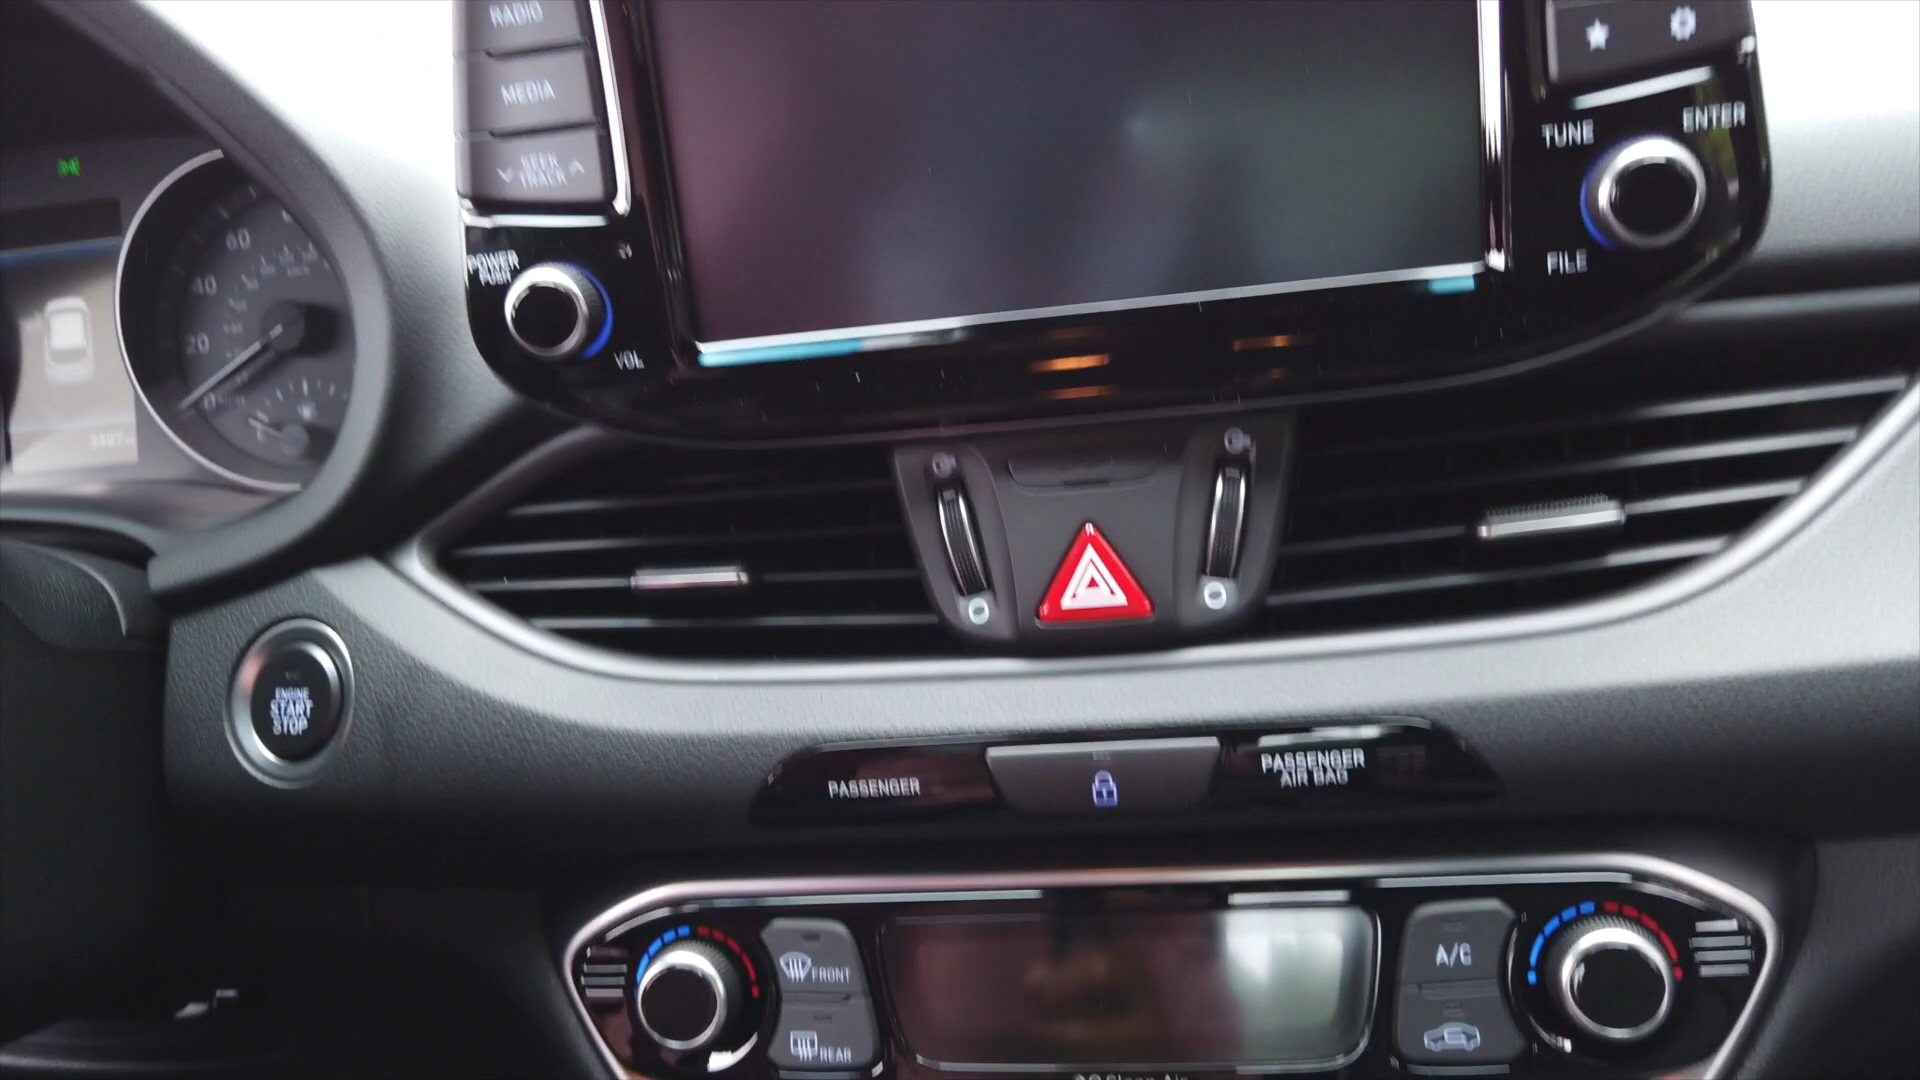 RADIO
MEDIA
SEEK
TRACK
POWER
PUSH
VOL
TUNE
ENTER
FILE
60
40
20
0
ENGINE
START
STOP
PASSENGER
PASSENGER
AIR BAG
FRONT
REAR
A/C